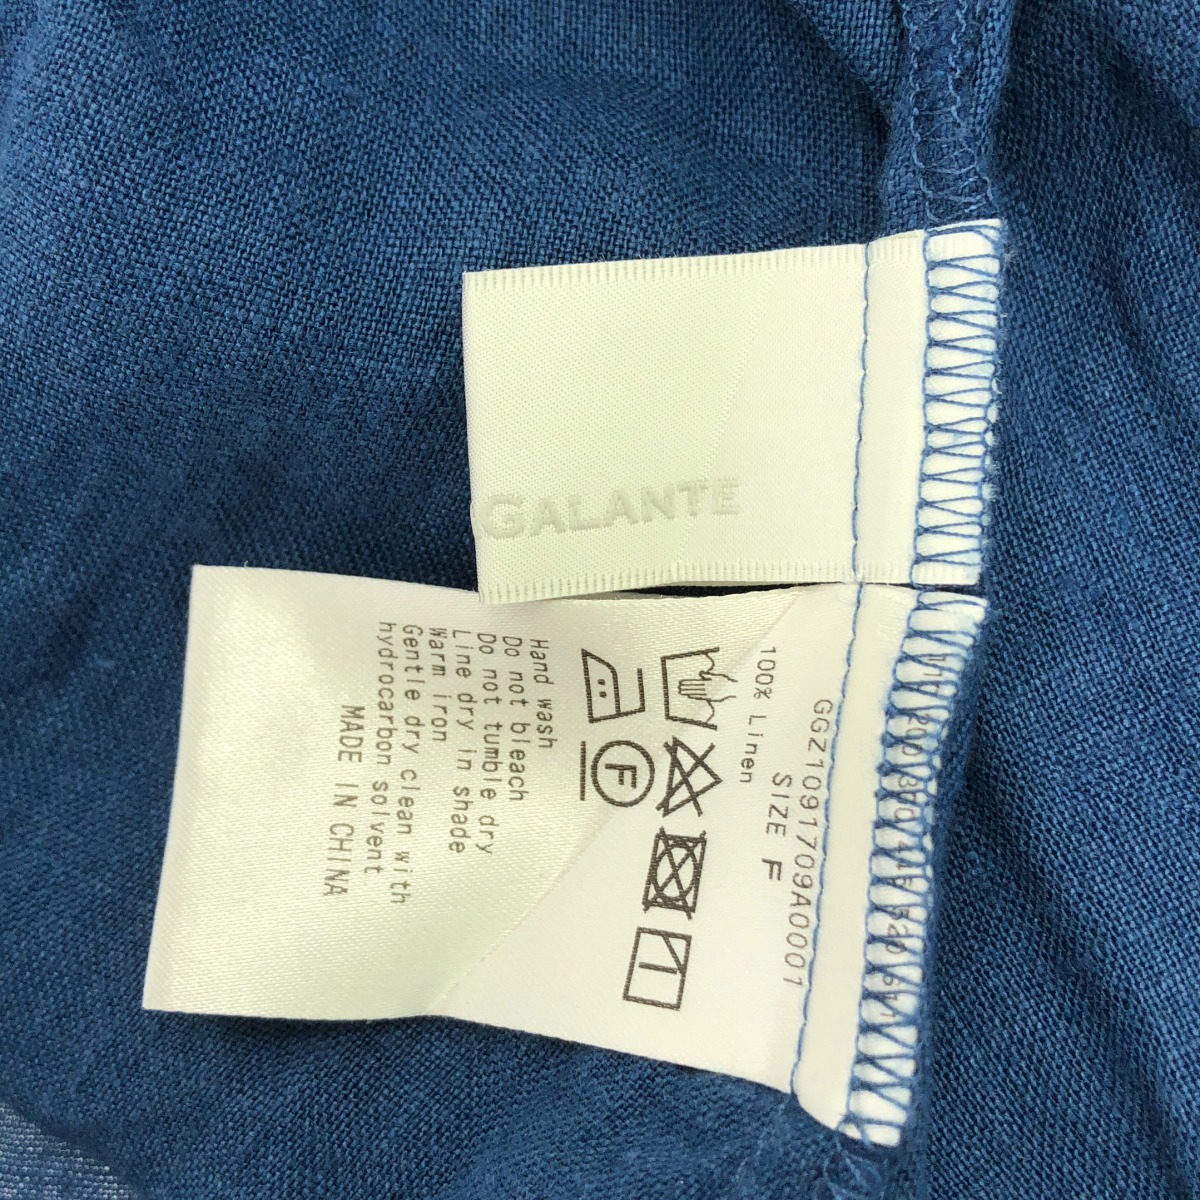 GALANTE
GGZ1091709A0001
SIZE F
100% Linen
Hand wash
Do not bleach
Do not tumble dry
Line dry in shade
Warm iron
Gentle dry clean with
hydrocarbon solvent
MADE IN CHINA